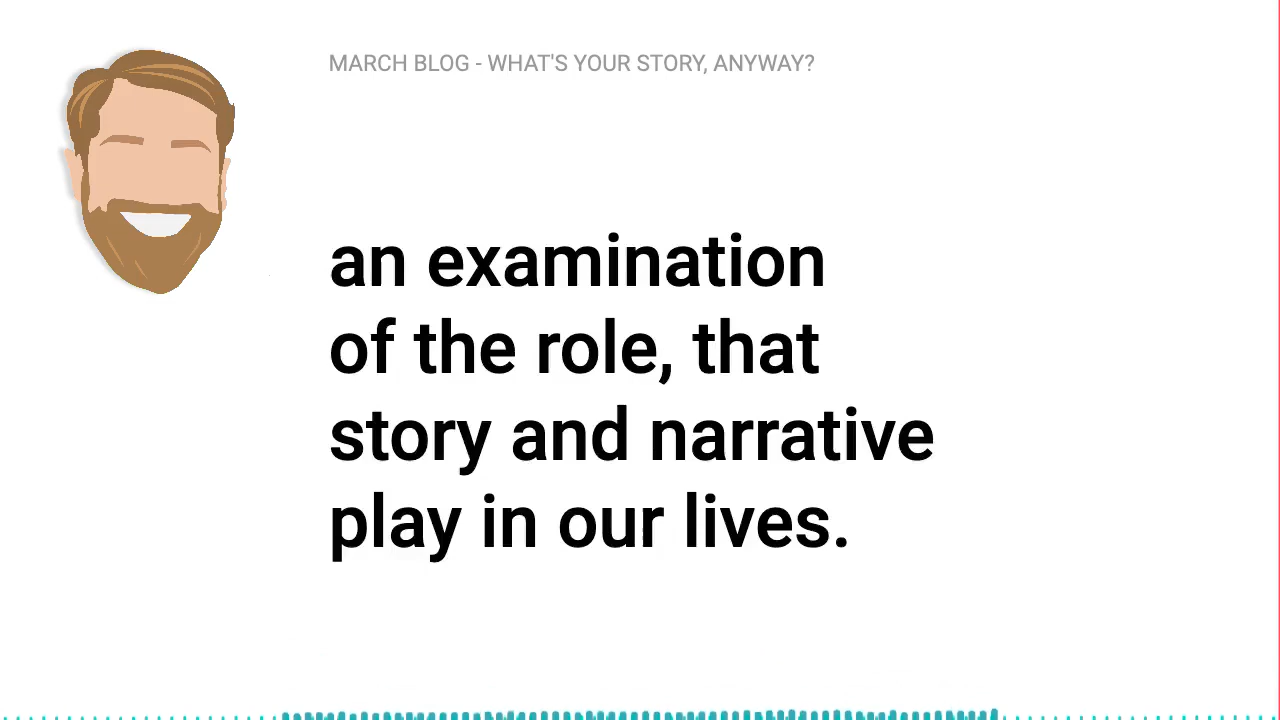 MARCH BLOG - WHAT'S YOUR STORY, ANYWAY?
an examination
of the role, that
story and narrative
play in our lives.